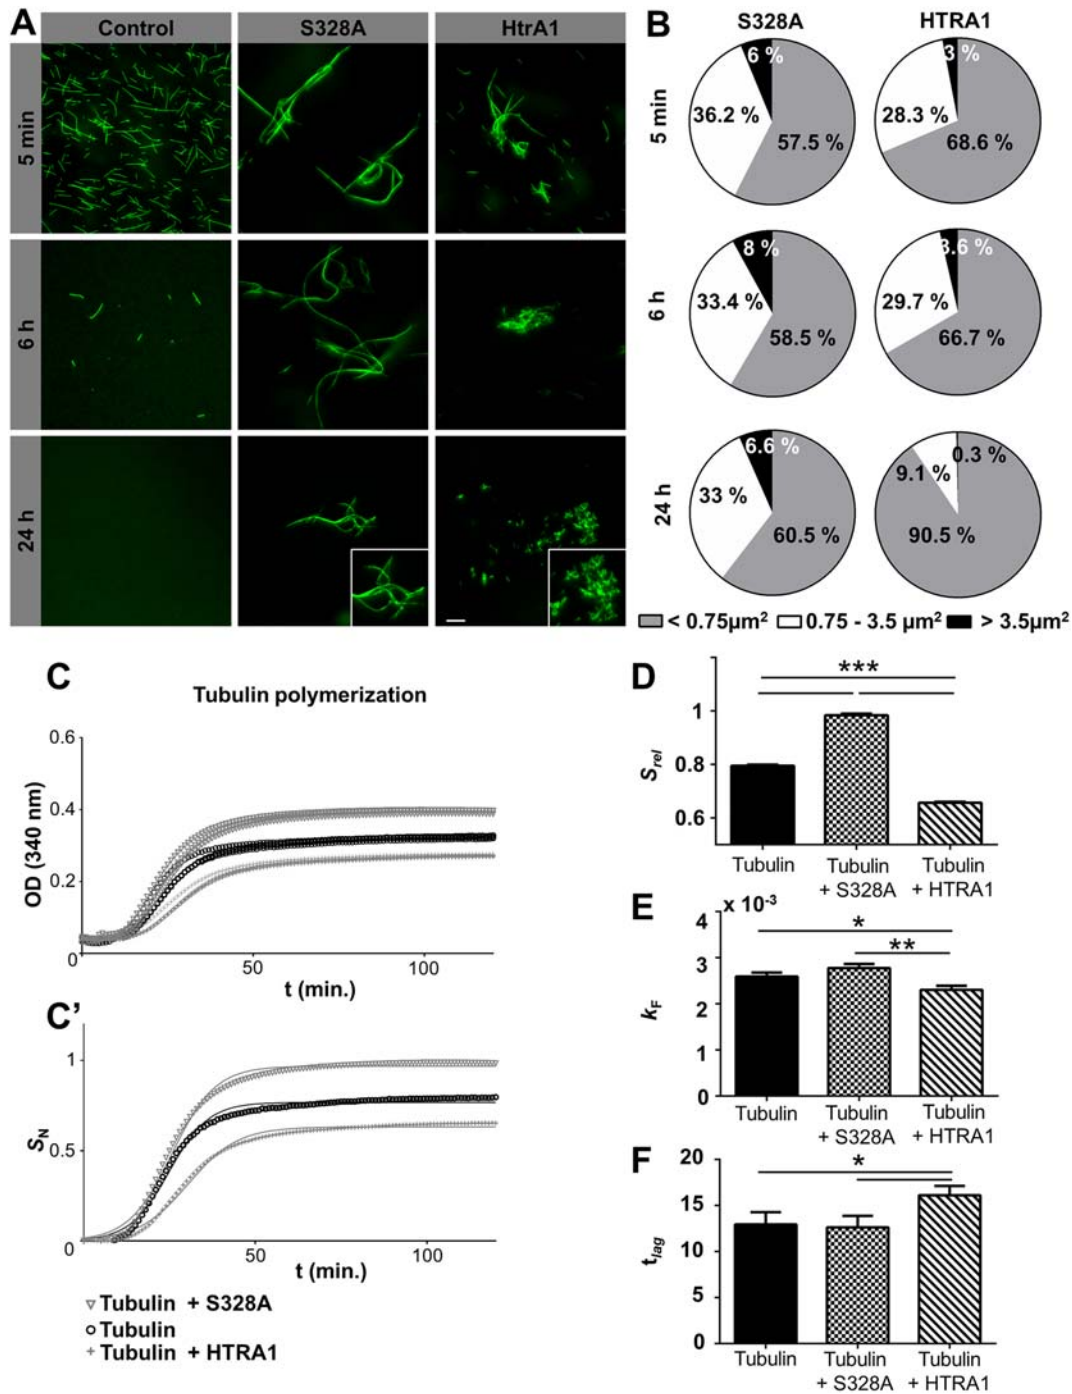 A
Control
S328A
HtrA1
5 min
6 h
24 h
B
S328A
HTRA1
5 min
6 %
36.2 %
57.5 %
3 %
28.3 %
68.6 %
6 h
8 %
33.4 %
58.5 %
3.6 %
29.7 %
66.7 %
24 h
6.6 %
33 %
60.5 %
0.3 %
9.1 %
90.5 %
< 0.75µm² 0.75 - 3.5 µm² > 3.5µm²
C
Tubulin polymerization
OD (340 nm)
0.6
0.4
0.2
0
0 50 100
t (min.)
C'
S_N
1
0.5
0
50 100
t (min.)
Tubulin + S328A
Tubulin
Tubulin + HTRA1
D
***
S_rel
1
0.8
0.6
Tubulin Tubulin Tubulin
+ S328A + HTRA1
E
x 10⁻³
*
**
k_F
4
3
2
1
0
Tubulin Tubulin Tubulin
+ S328A + HTRA1
F
*
t_lag
20
15
10
5
0
Tubulin Tubulin Tubulin
+ S328A + HTRA1